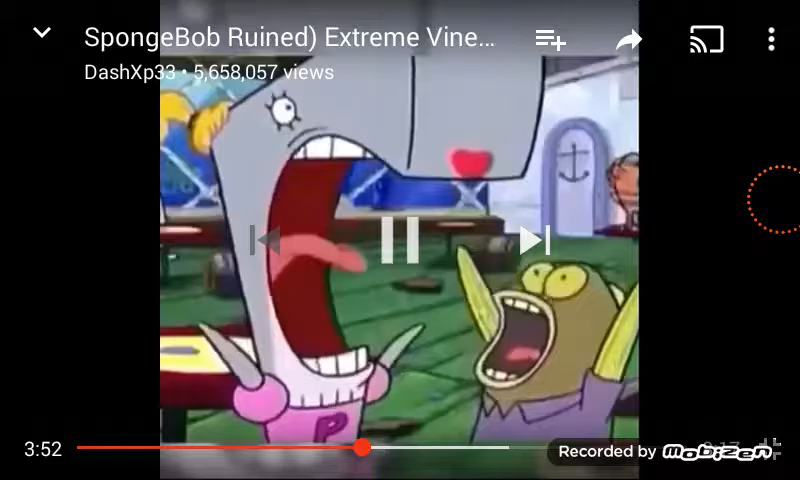 SpongeBob Ruined) Extreme Vine...
DashXp33 • 5,658,057 views
P
3:52
Recorded by mobizen